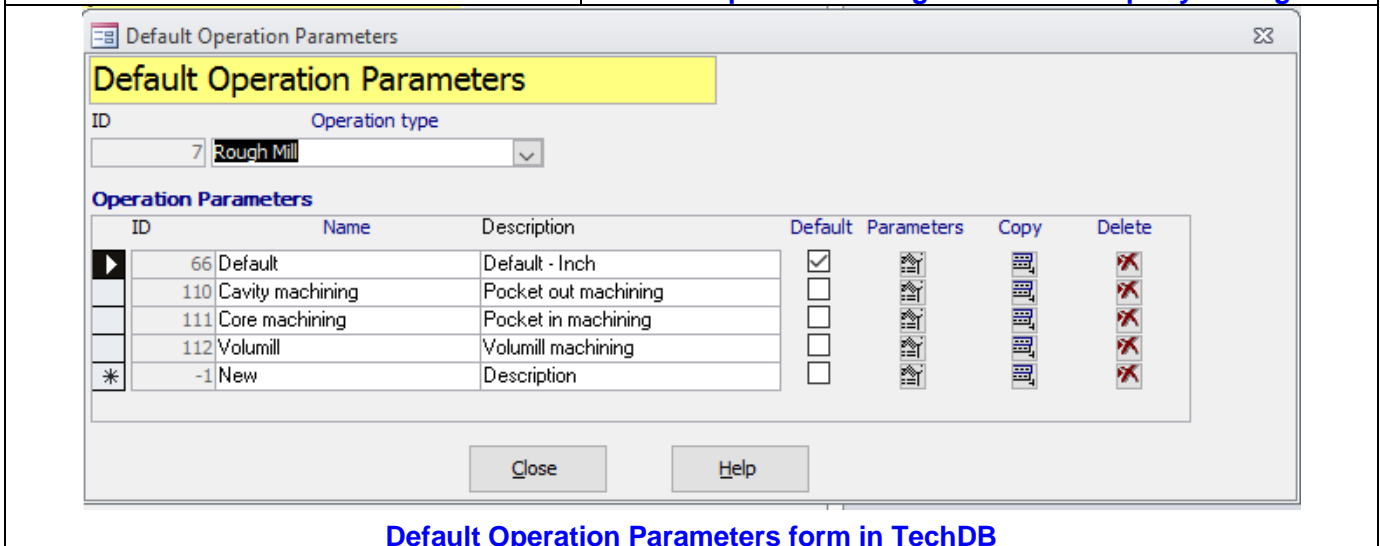 Default Operation Parameters
Default Operation Parameters
ID Operation type
7 Rough Mill
Operation Parameters
ID Name Description Default Parameters Copy Delete
66 Default Default - Inch
110 Cavity machining Pocket out machining
111 Core machining Pocket in machining
112 Volumill Volumill machining
-1 New Description
Close Help
Default Operation Parameters form in TechDB